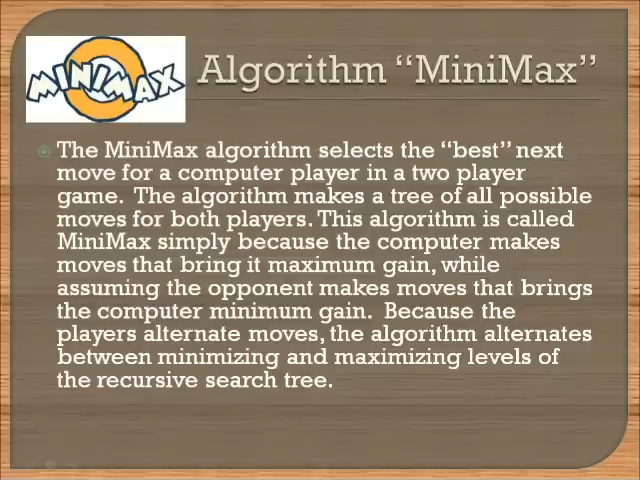 MINIMAX
Algorithm “MiniMax”
The MiniMax algorithm selects the “best” next
move for a computer player in a two player
game.  The algorithm makes a tree of all possible
moves for both players. This algorithm is called
MiniMax simply because the computer makes
moves that bring it maximum gain, while
assuming the opponent makes moves that brings
the computer minimum gain.  Because the
players alternate moves, the algorithm alternates
between minimizing and maximizing levels of
the recursive search tree.